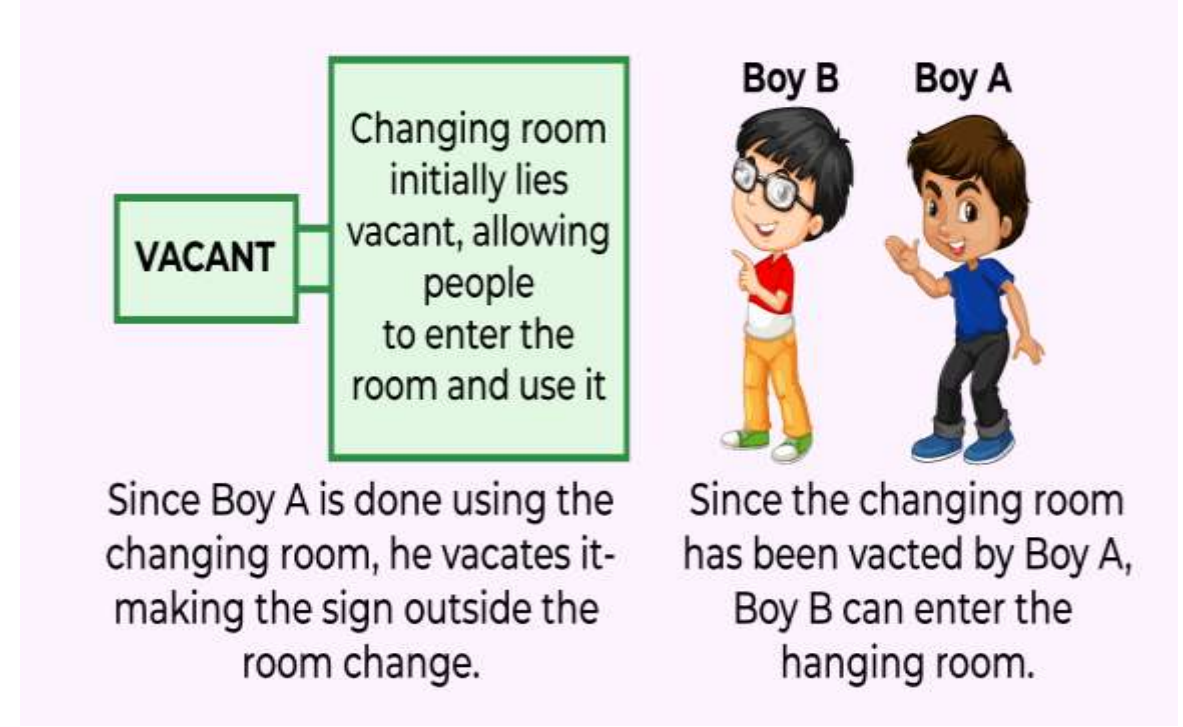 VACANT
Changing room
initially lies
vacant, allowing
people
to enter the
room and use it
Boy B
Boy A
Since Boy A is done using the
changing room, he vacates it-
making the sign outside the
room change.
Since the changing room
has been vacted by Boy A,
Boy B can enter the
hanging room.